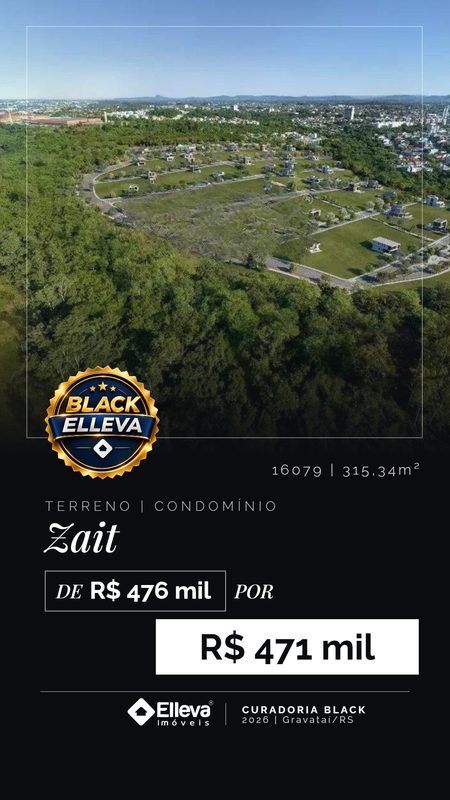 BLACK
ELLEVA
16079 | 315,34m²
TERRENO | CONDOMÍNIO
Zait
DE R$ 476 mil POR
R$ 471 mil
Elleva®
Imóveis
CURADORIA BLACK
2026 | Gravataí/RS